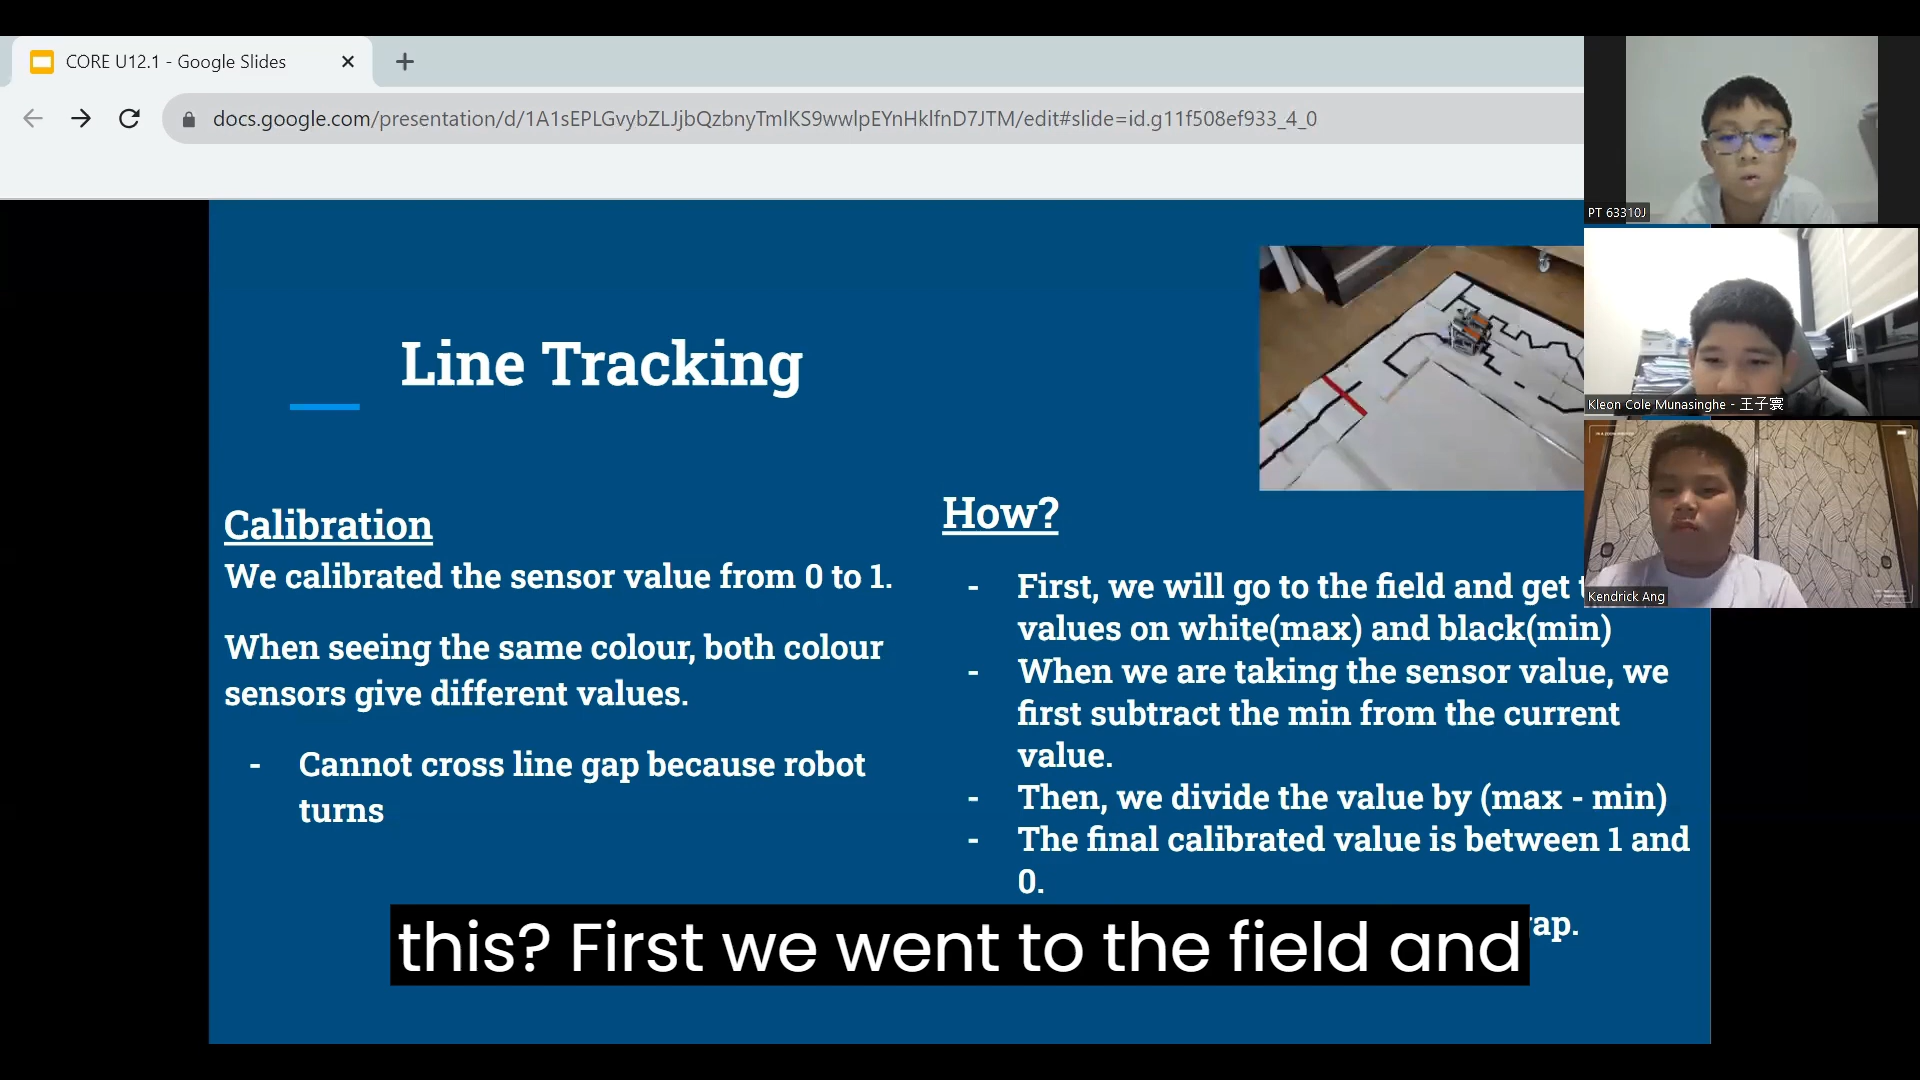 CORE U12.1 - Google Slides
docs.google.com/presentation/d/1A1sEPLGvybZLJjbQzbnyTmlKS9wwlpEYnHklfnD7JTM/edit#slide=id.g11f508ef933_4_0
PT 63310J
Kleon Cole Munasinghe - 王子寰
Kendrick Ang
Line Tracking
Calibration
We calibrated the sensor value from 0 to 1.
When seeing the same colour, both colour
sensors give different values.
- Cannot cross line gap because robot
turns
How?
- First, we will go to the field and get
values on white(max) and black(min)
- When we are taking the sensor value, we
first subtract the min from the current
value.
- Then, we divide the value by (max - min)
- The final calibrated value is between 1 and
0.
this? First we went to the field and